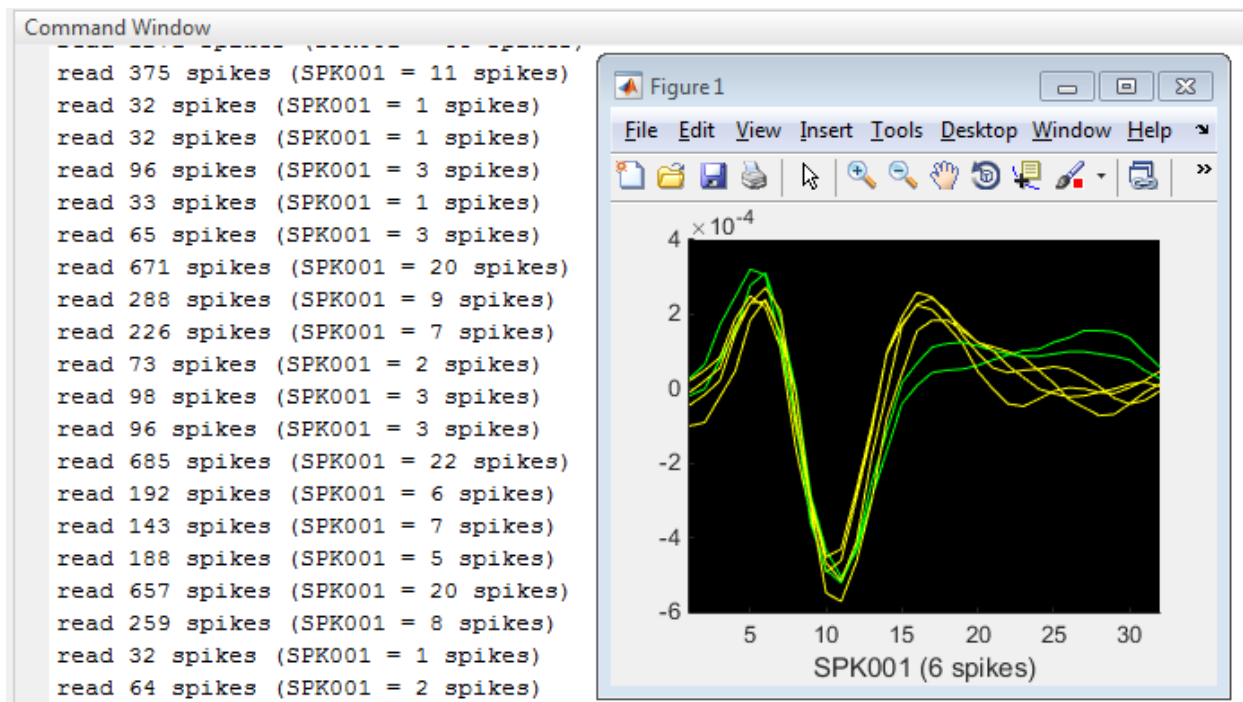 Command Window
read 375 spikes (SPK001 = 11 spikes)
read 32 spikes (SPK001 = 1 spikes)
read 32 spikes (SPK001 = 1 spikes)
read 96 spikes (SPK001 = 3 spikes)
read 33 spikes (SPK001 = 1 spikes)
read 65 spikes (SPK001 = 3 spikes)
read 671 spikes (SPK001 = 20 spikes)
read 288 spikes (SPK001 = 9 spikes)
read 226 spikes (SPK001 = 7 spikes)
read 73 spikes (SPK001 = 2 spikes)
read 98 spikes (SPK001 = 3 spikes)
read 96 spikes (SPK001 = 3 spikes)
read 685 spikes (SPK001 = 22 spikes)
read 192 spikes (SPK001 = 6 spikes)
read 143 spikes (SPK001 = 7 spikes)
read 188 spikes (SPK001 = 5 spikes)
read 657 spikes (SPK001 = 20 spikes)
read 259 spikes (SPK001 = 8 spikes)
read 32 spikes (SPK001 = 1 spikes)
read 64 spikes (SPK001 = 2 spikes)
Figure 1
File Edit View Insert Tools Desktop Window Help
×10⁻⁴
4
2
0
-2
-4
-6
5 10 15 20 25 30
SPK001 (6 spikes)